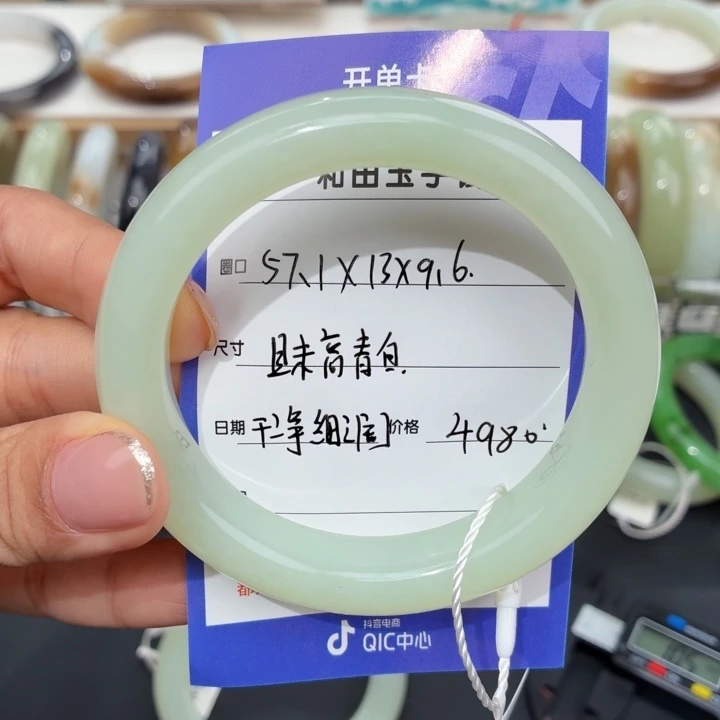 开单卡
和田玉手
圈口 57.1X13X9.6.
尺寸 且末高青白.
日期 干净细润 价格 4980
抖音电商
QIC中心